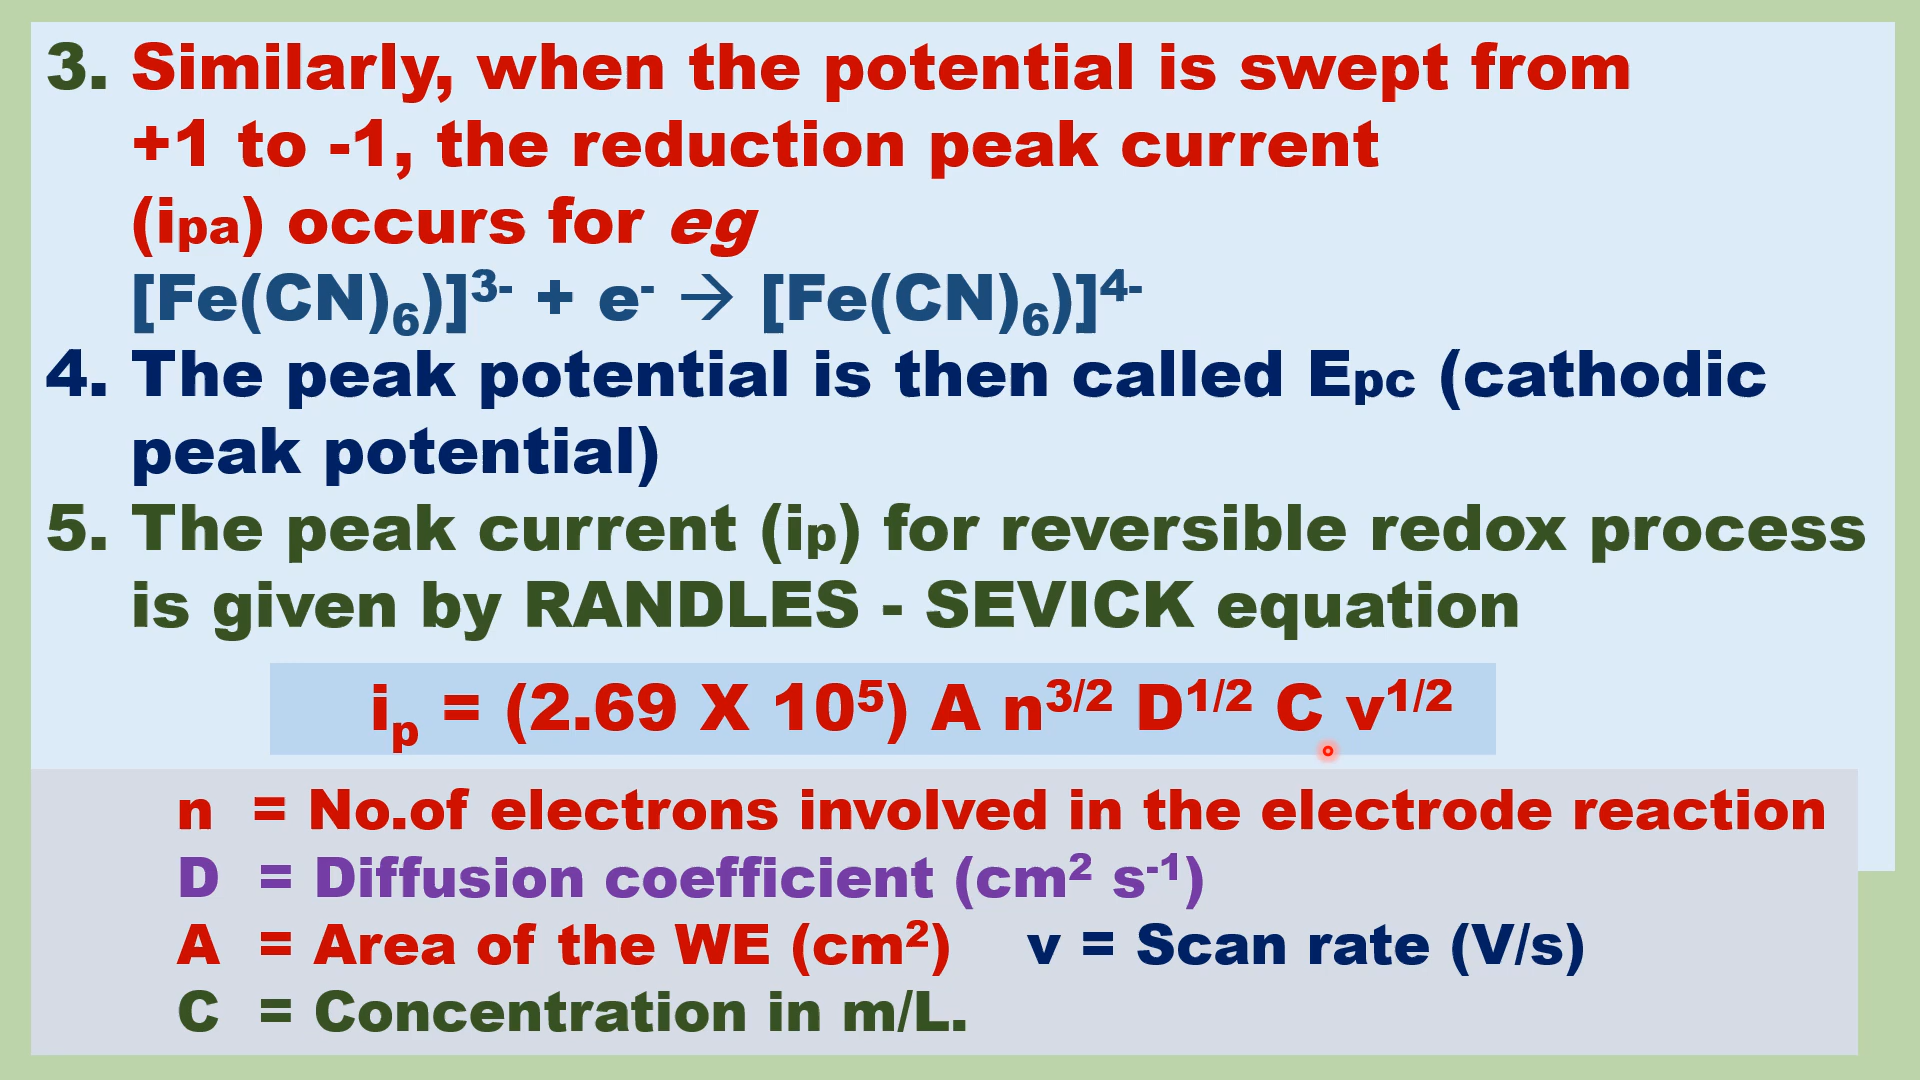 3. Similarly, when the potential is swept from
+1 to -1, the reduction peak current
(ipa) occurs for eg
[Fe(CN)₆)]³⁻ + e⁻ → [Fe(CN)₆)]⁴⁻
4. The peak potential is then called Epc (cathodic
peak potential)
5. The peak current (ip) for reversible redox process
is given by RANDLES - SEVICK equation
iₚ = (2.69 X 10⁵) A n³/² D¹/² C v¹/²
n = No.of electrons involved in the electrode reaction
D = Diffusion coefficient (cm² s⁻¹)
A = Area of the WE (cm²) v = Scan rate (V/s)
C = Concentration in m/L.